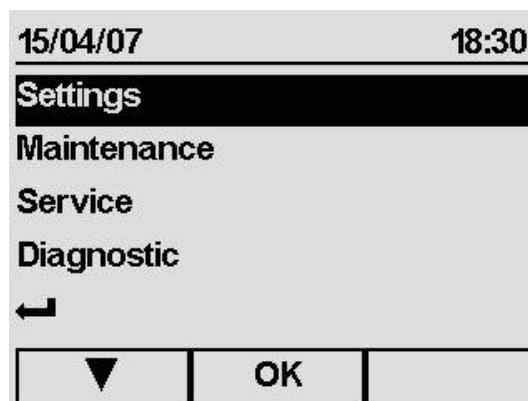 15/04/07 18:30
Settings
Maintenance
Service
Diagnostic
OK